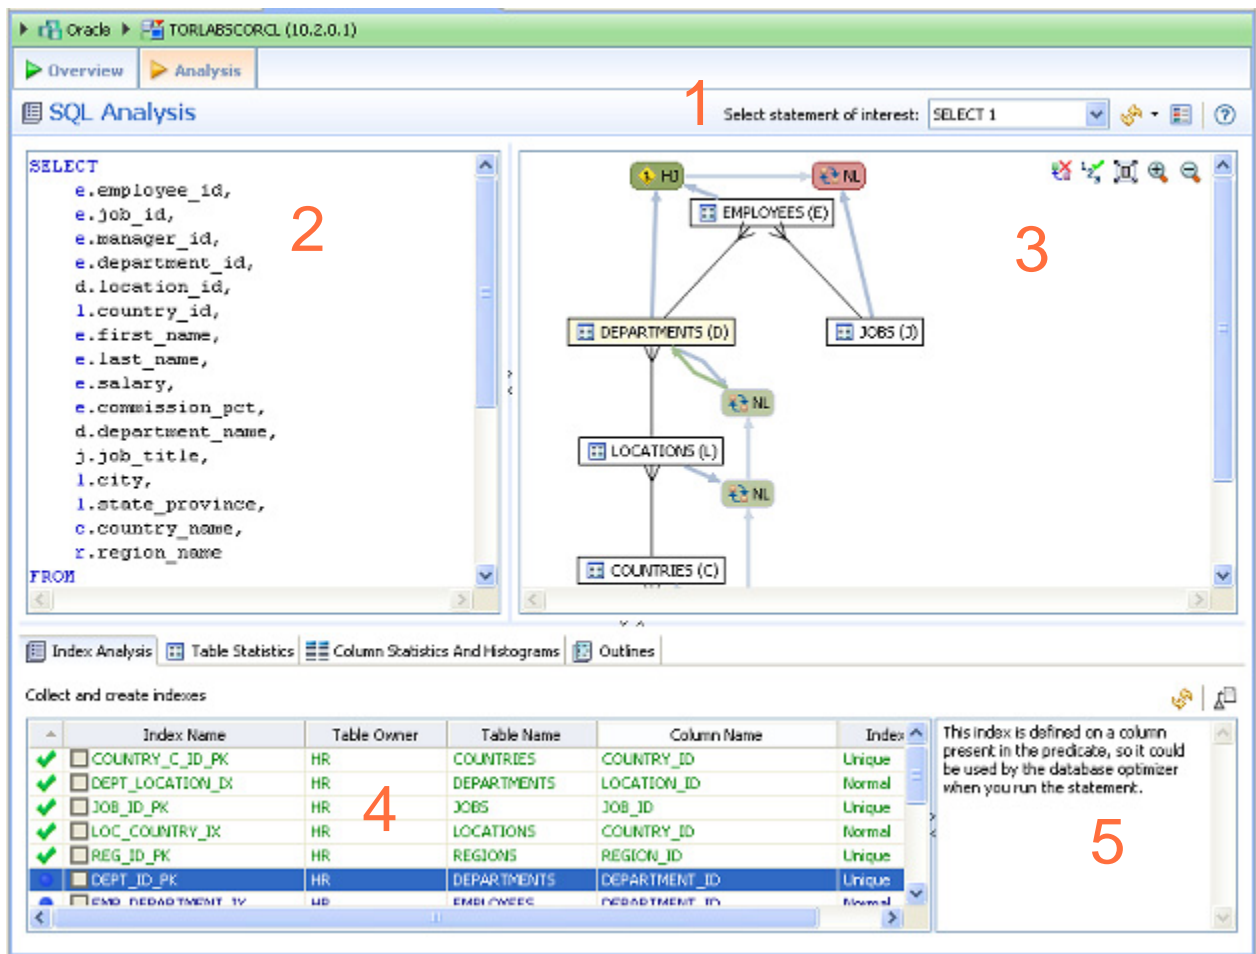 Oracle TORLABSCORCL (10.2.0.1)
Overview Analysis
SQL Analysis
1
Select statement of interest: SELECT 1
SELECT
e.employee_id,
e.job_id,
e.manager_id,
e.department_id,
d.location_id,
l.country_id,
e.first_name,
e.last_name,
e.salary,
e.commission_pct,
d.department_name,
j.job_title,
l.city,
l.state_province,
c.country_name,
r.region_name
FROM
2
HJ NL
EMPLOYEES (E)
3
DEPARTMENTS (D) JOBS (J)
NL
LOCATIONS (L)
NL
COUNTRIES (C)
Index Analysis Table Statistics Column Statistics And Histograms Outlines
Collect and create indexes
Index Name Table Owner Table Name Column Name Index
COUNTRY_C_ID_PK HR COUNTRIES COUNTRY_ID Unique
DEPT_LOCATION_IX HR DEPARTMENTS LOCATION_ID Normal
JOB_ID_PK HR JOBS JOB_ID Unique
LOC_COUNTRY_IX HR LOCATIONS COUNTRY_ID Normal
REG_ID_PK HR REGIONS REGION_ID Unique
DEPT_ID_PK HR DEPARTMENTS DEPARTMENT_ID Unique
EMP_DEPARTMENT_IX HR EMPLOYEES DEPARTMENT_ID Normal
4
This index is defined on a column
present in the predicate, so it could
be used by the database optimizer
when you run the statement.
5